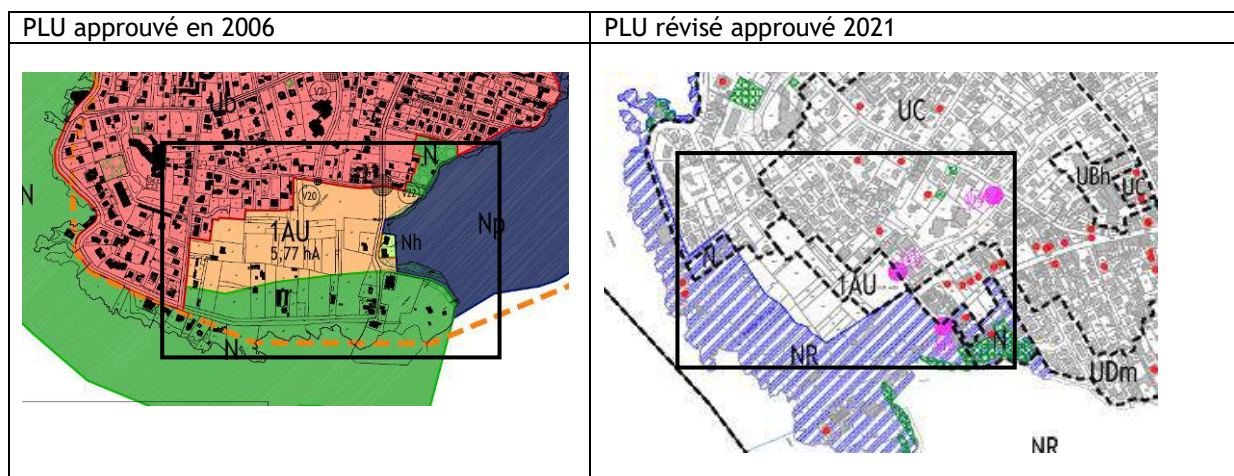 PLU approuvé en 2006
PLU révisé approuvé 2021
Ub
N
V20
V22
1AU
5,77 hA
Nh
Np
N
N
UC
UBh
UC
N
1AU
NR
N
UDm
NR